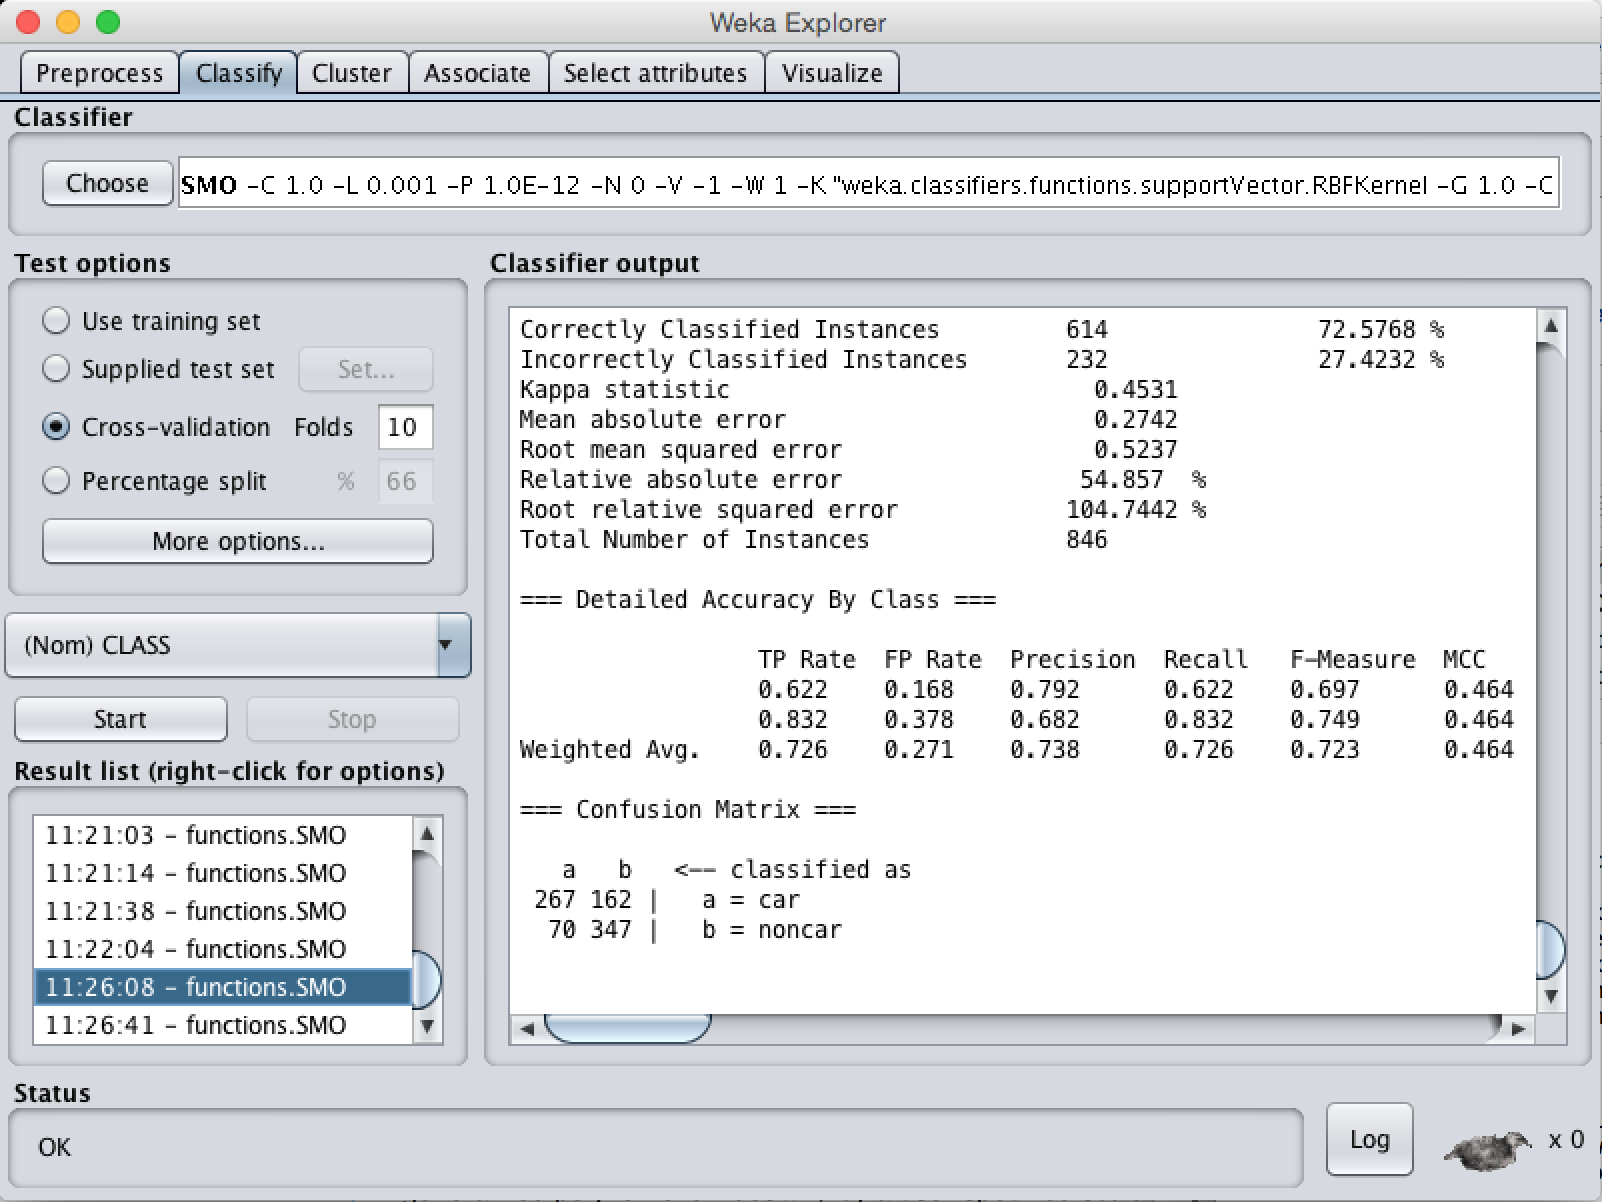 Weka Explorer
Preprocess Classify Cluster Associate Select attributes Visualize
Classifier
Choose SMO -C 1.0 -L 0.001 -P 1.0E-12 -N 0 -V -1 -W 1 -K "weka.classifiers.functions.supportVector.RBFKernel -G 1.0 -C
Test options
Use training set
Supplied test set Set...
Cross-validation Folds 10
Percentage split % 66
More options...
(Nom) CLASS
Start Stop
Result list (right-click for options)
11:21:03 - functions.SMO
11:21:14 - functions.SMO
11:21:38 - functions.SMO
11:22:04 - functions.SMO
11:26:08 - functions.SMO
11:26:41 - functions.SMO
Classifier output
Correctly Classified Instances 614 72.5768 %
Incorrectly Classified Instances 232 27.4232 %
Kappa statistic 0.4531
Mean absolute error 0.2742
Root mean squared error 0.5237
Relative absolute error 54.857 %
Root relative squared error 104.7442 %
Total Number of Instances 846
=== Detailed Accuracy By Class ===
TP Rate FP Rate Precision Recall F-Measure MCC
0.622 0.168 0.792 0.622 0.697 0.464
0.832 0.378 0.682 0.832 0.749 0.464
Weighted Avg. 0.726 0.271 0.738 0.726 0.723 0.464
=== Confusion Matrix ===
a b <-- classified as
267 162 | a = car
70 347 | b = noncar
Status
OK
Log x 0